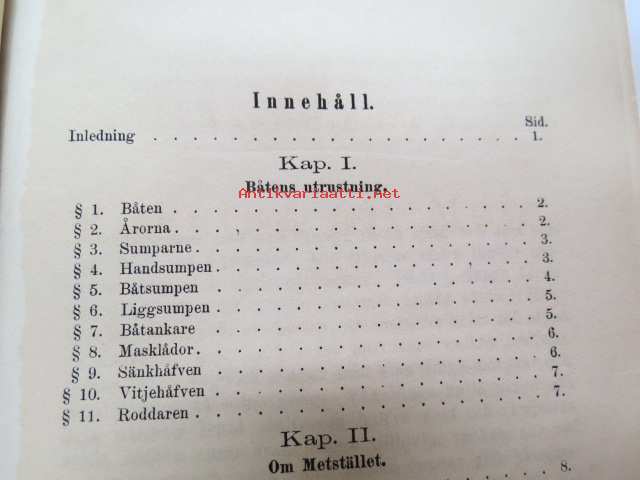 Innehåll.
Sid.
Inledning . . . . . . . . . . . . . . . . . . 1.
Kap. I.
Båtens utrustning.
Antikvariaatti.net
§ 1. Båten . . . . . . . . . . . . . . . . 2.
§ 2. Årorna . . . . . . . . . . . . . . . . 2.
§ 3. Sumparne . . . . . . . . . . . . . . . 3.
§ 4. Handsumpen . . . . . . . . . . . . . . 3.
§ 5. Båtsumpen . . . . . . . . . . . . . . 4.
§ 6. Liggsumpen . . . . . . . . . . . . . . 5.
§ 7. Båtankare . . . . . . . . . . . . . . 5.
§ 8. Masklådor . . . . . . . . . . . . . . 6.
§ 9. Sänkhåfven . . . . . . . . . . . . . . 6.
§ 10. Vitjehåfven . . . . . . . . . . . . . 7.
§ 11. Roddaren . . . . . . . . . . . . . . 7.
Kap. II.
Om Metstället.
8.